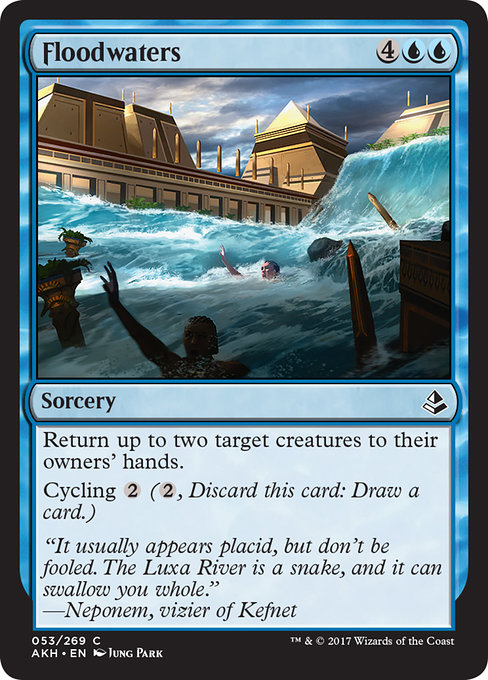 Floodwaters 4
Sorcery
Return up to two target creatures to their
owners' hands.
Cycling 2 (2, Discard this card: Draw a
card.)
“It usually appears placid, but don't be
fooled. The Luxa River is a snake, and it can
swallow you whole.”
—Neponem, vizier of Kefnet
053/269 C
™ & © 2017 Wizards of the Coast
AKH • EN Jung Park